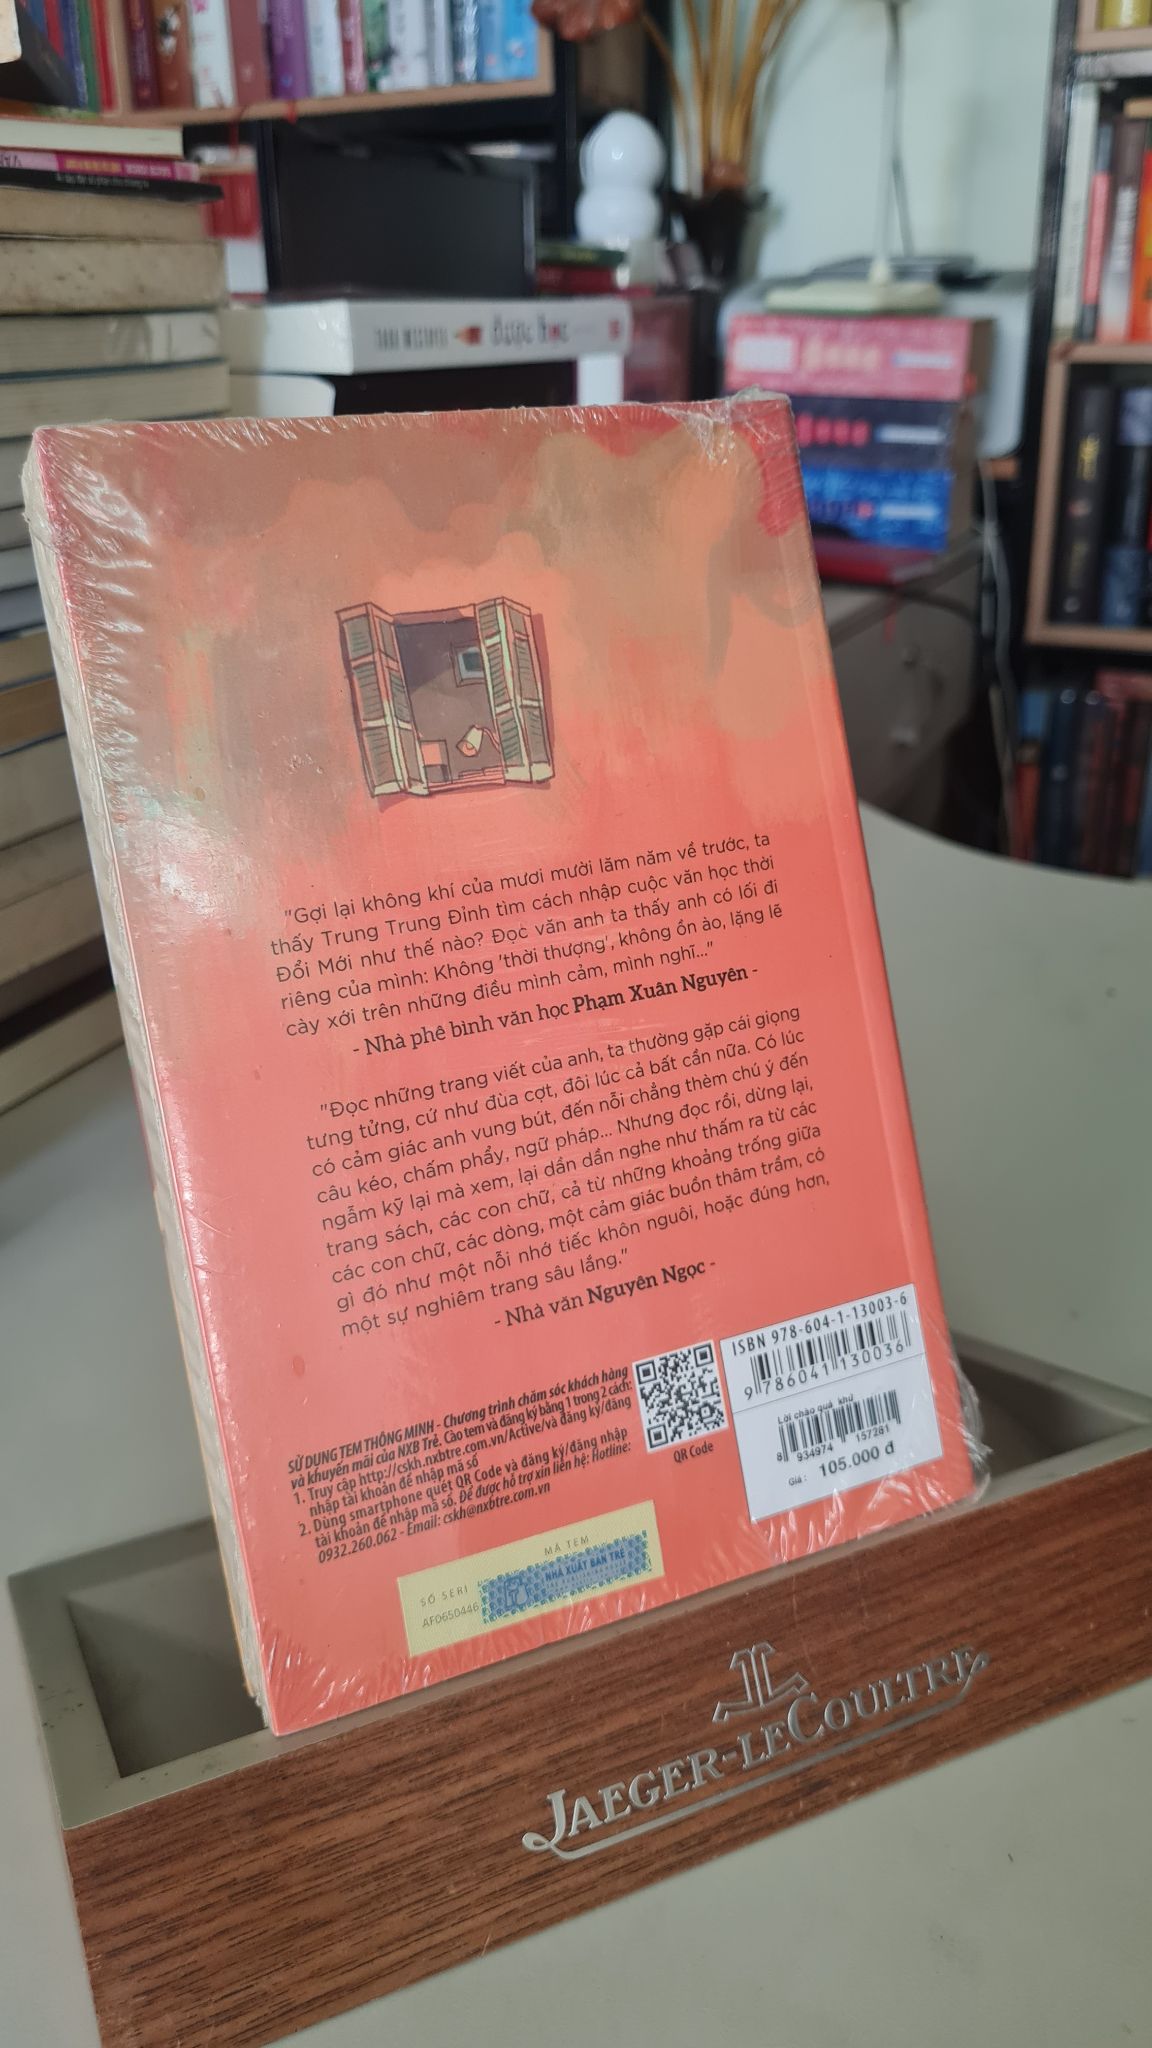 được học
"Gợi lại không khí của mươi mười lăm năm về trước, ta
thấy Trung Trung Đỉnh tìm cách nhập cuộc văn học thời
Đổi Mới như thế nào? Đọc văn anh ta thấy anh có lối đi
riêng của mình: Không 'thời thượng', không ồn ào, lặng lẽ
cày xới trên những điều mình cảm, mình nghĩ..."
- Nhà phê bình văn học Phạm Xuân Nguyên -
"Đọc những trang viết của anh, ta thường gặp cái giọng
tưng tửng, cứ như đùa cợt, đôi lúc cả bất cần nữa. Có lúc
có cảm giác anh vung bút, đến nỗi chẳng thèm chú ý đến
câu kéo, chấm phẩy, ngữ pháp... Nhưng đọc rồi, dừng lại,
ngẫm kỹ lại mà xem, lại dần dần nghe như thấm ra từ các
trang sách, các con chữ, cả từ những khoảng trống giữa
các con chữ, các dòng, một cảm giác buồn thâm trầm, có
gì đó như một nỗi nhớ tiếc khôn nguôi, hoặc đúng hơn,
một sự nghiêm trang sâu lắng."
- Nhà văn Nguyên Ngọc -
SỬ DỤNG TEM THÔNG MINH - Chương trình chăm sóc khách hàng
và khuyến mãi của NXB Trẻ. Cào tem và đăng ký bằng 1 trong 2 cách:
1. Truy cập http://cskh.nxbtre.com.vn/Active/và đăng ký/đăng
nhập tài khoản để nhập mã số
2. Dùng smartphone quét QR Code và đăng ký/đăng nhập
tài khoản để nhập mã số. Để được hỗ trợ xin liên hệ: Hotline:
0932.260.062 - Email: cskh@nxbtre.com.vn
QR Code
ISBN 978-604-1-13003-6
9 786041 130036
Lời chào quá khứ
8 934974 157281
Giá : 105.000 đ
MÃ TEM
SỐ SERI
NHÀ XUẤT BẢN TRẺ
AF0650446
JAEGER-LECOULTRE